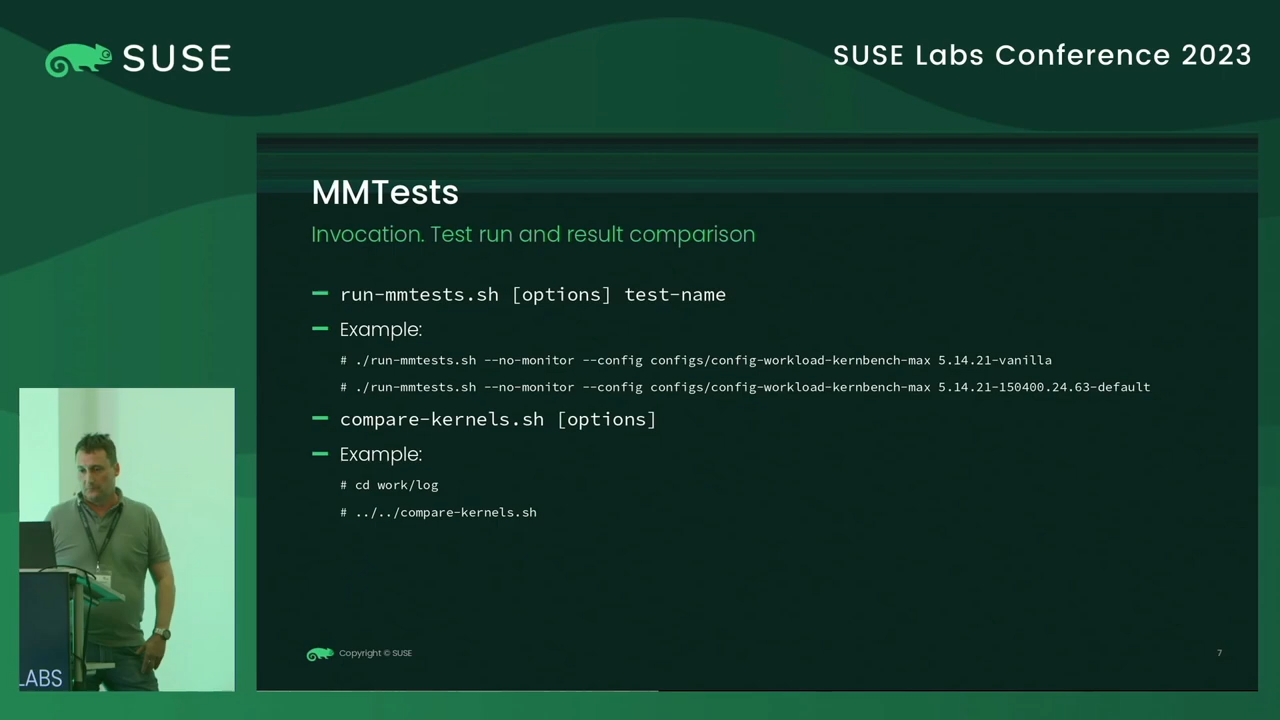 SUSE
SUSE Labs Conference 2023
MMTests
Invocation. Test run and result comparison
run-mmtests.sh [options] test-name
Example:
# ./run-mmtests.sh --no-monitor --config configs/config-workload-kernbench-max 5.14.21-vanilla
# ./run-mmtests.sh --no-monitor --config configs/config-workload-kernbench-max 5.14.21-150400.24.63-default
compare-kernels.sh [options]
Example:
# cd work/log
# ../../compare-kernels.sh
LABS
Copyright © SUSE
7